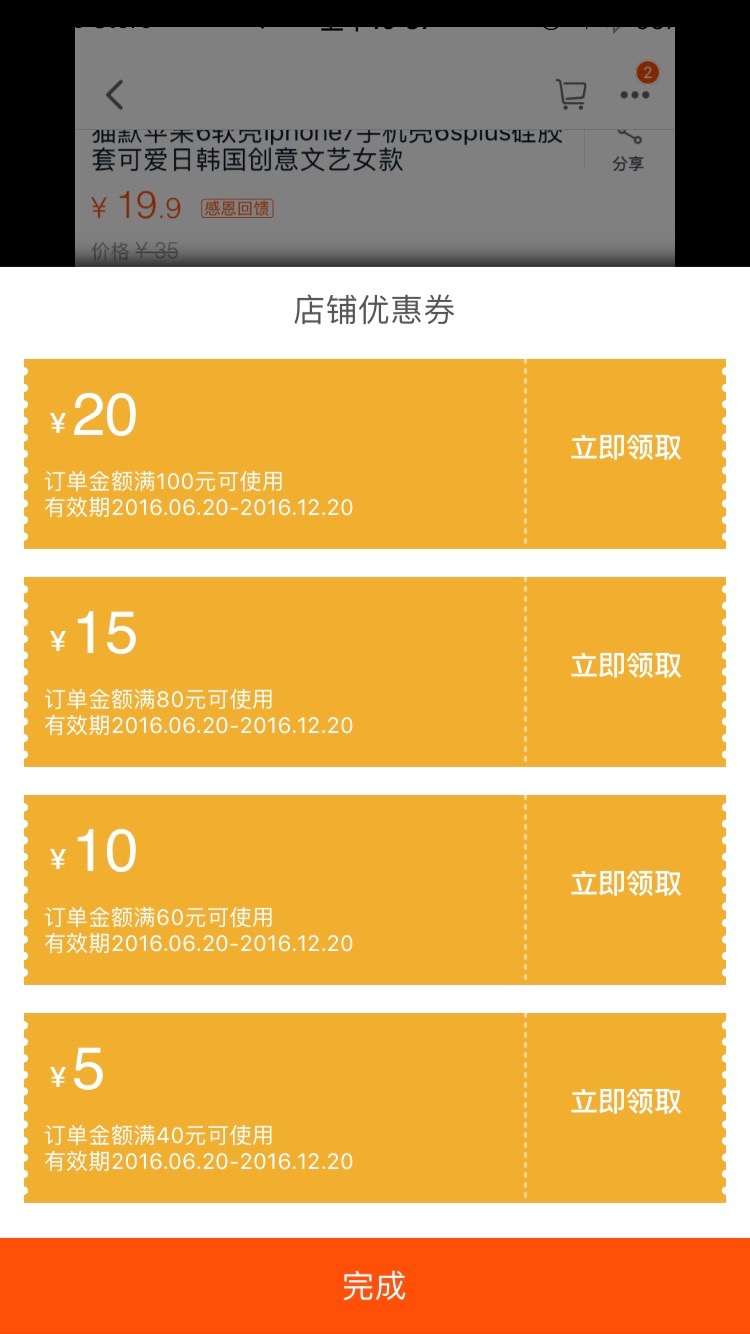 2
猫默苹果6软壳iphone7手机壳6splus硅胶
套可爱日韩国创意文艺女款
分享
¥ 19.9 感恩回馈
价格 ¥ 35
店铺优惠券
¥ 20
订单金额满100元可使用
有效期2016.06.20-2016.12.20
立即领取
¥ 15
订单金额满80元可使用
有效期2016.06.20-2016.12.20
立即领取
¥ 10
订单金额满60元可使用
有效期2016.06.20-2016.12.20
立即领取
¥ 5
订单金额满40元可使用
有效期2016.06.20-2016.12.20
立即领取
完成